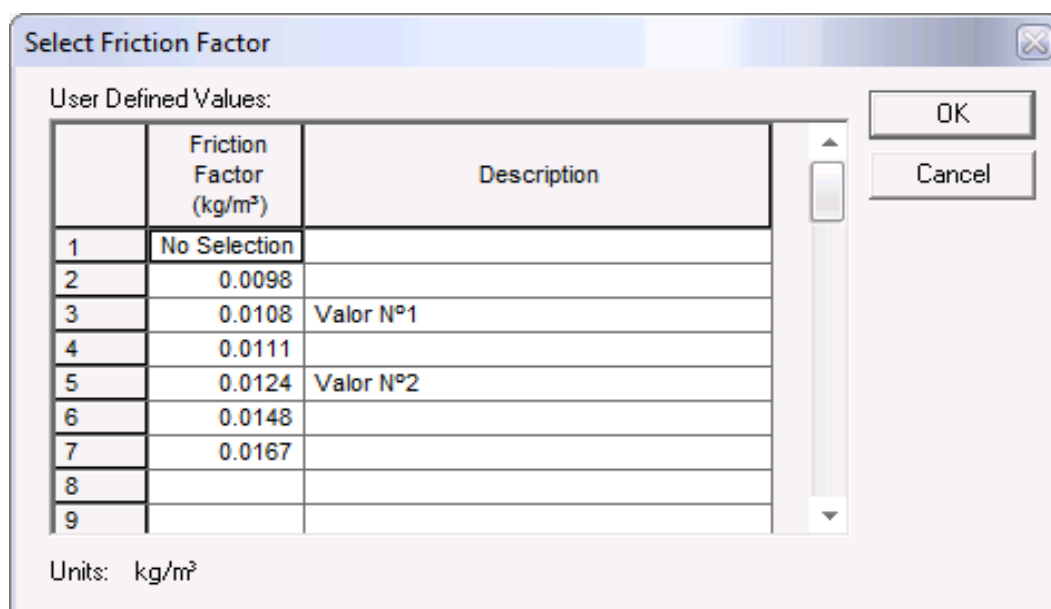 Select Friction Factor
User Defined Values:
OK
Cancel
Friction
Factor
(kg/m³)
Description
1 No Selection
2 0.0098
3 0.0108 Valor Nº1
4 0.0111
5 0.0124 Valor Nº2
6 0.0148
7 0.0167
8
9
Units: kg/m³